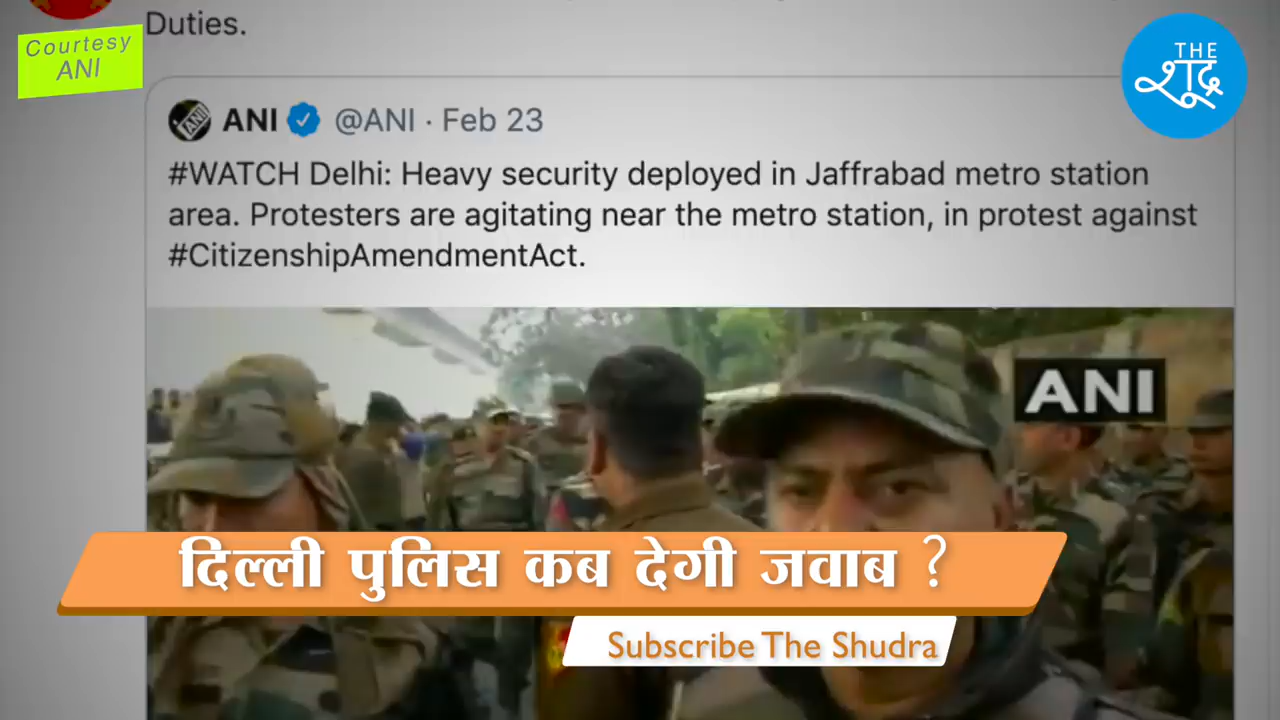 Duties.
Courtesy
ANI
THE
शूद्र
ANI @ANI · Feb 23
#WATCH Delhi: Heavy security deployed in Jaffrabad metro station
area. Protesters are agitating near the metro station, in protest against
#CitizenshipAmendmentAct.
ANI
दिल्ली पुलिस कब देगी जवाब ?
Subscribe The Shudra